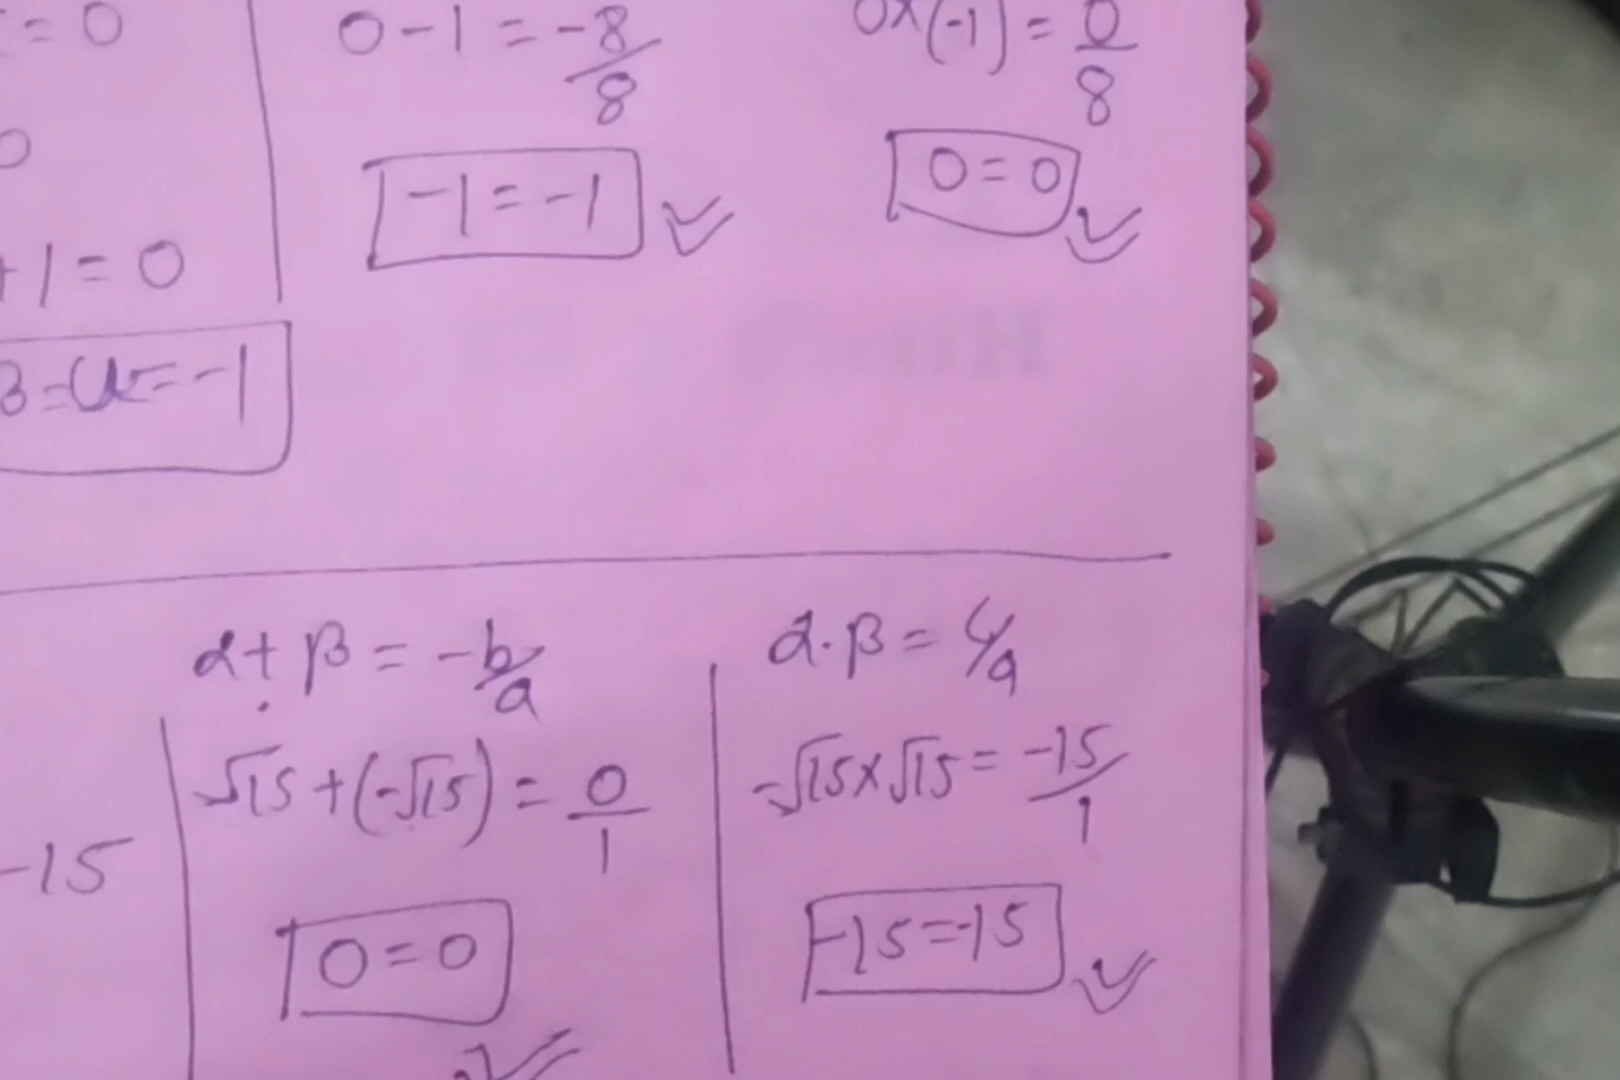 = 0
0 - 1 = -8/8
0×(-1) = 0/8
0
-1 = -1
0 = 0
+1 = 0
= -1
α + β = -b/a
α.β = c/a
√15 + (-√15) = 0/1
-√15 × √15 = -15/1
-15
0 = 0
-15 = -15